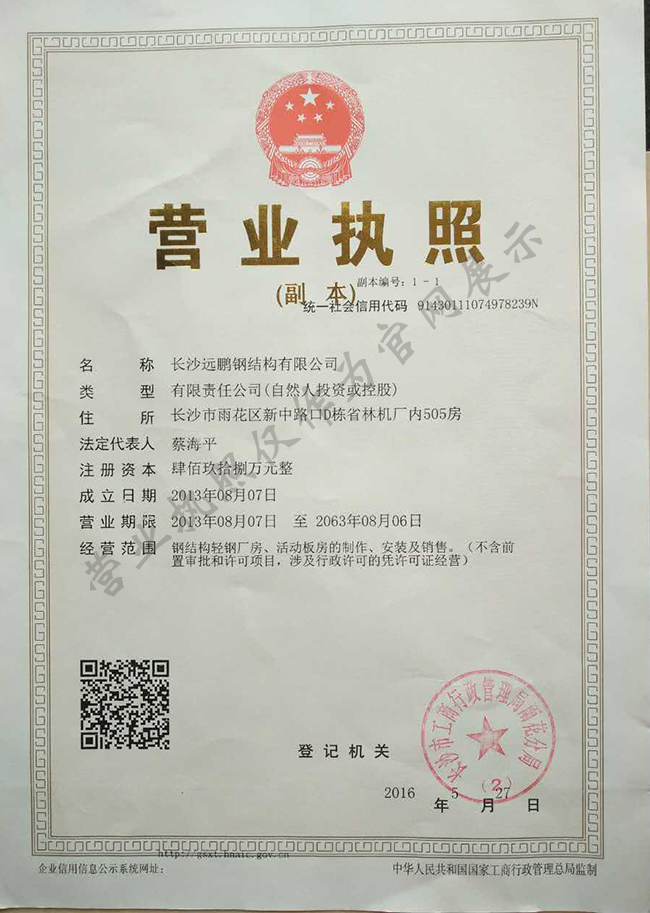 营业执照
(副 本)
副本编号：1－1
统一社会信用代码 91430111074978239N
名 称 长沙远鹏钢结构有限公司
类 型 有限责任公司(自然人投资或控股)
住 所 长沙市雨花区新中路口D栋省林机厂内505房
法定代表人 蔡海平
注册资本 肆佰玖拾捌万元整
成立日期 2013年08月07日
营业期限 2013年08月07日 至 2063年08月06日
经营范围 钢结构轻钢厂房、活动板房的制作、安装及销售。（不含前
置审批和许可项目，涉及行政许可的凭许可证经营）
营业执照仅作为官网展示
登记机关
长沙市工商行政管理局雨花分局
(2)
2016 年 5 月 27 日
http://gsxt.hnaic.gov.cn
企业信用信息公示系统网址：
中华人民共和国国家工商行政管理总局监制